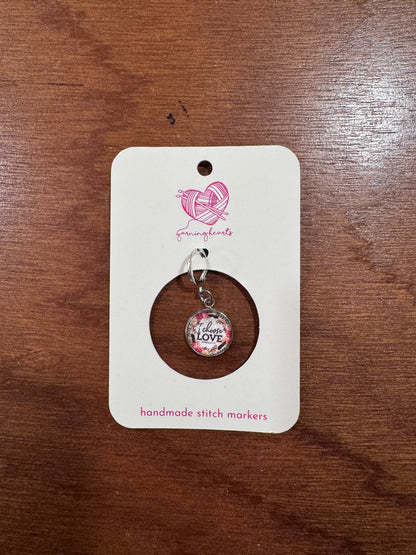 yarninghearts
I choose
LOVE
handmade stitch markers